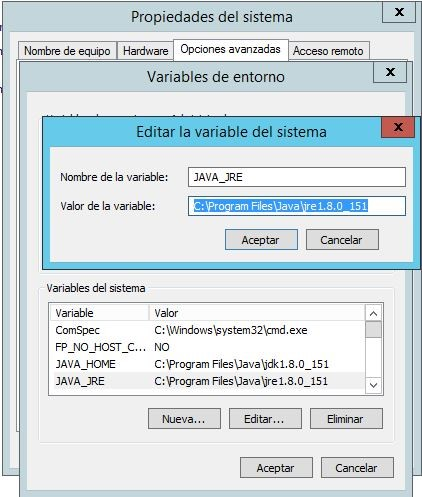 Propiedades del sistema
x
Nombre de equipo Hardware Opciones avanzadas Acceso remoto
Variables de entorno
x
Editar la variable del sistema
x
Nombre de la variable: JAVA_JRE
Valor de la variable: C:\Program Files\Java\jre1.8.0_151
Aceptar Cancelar
Variables del sistema
Variable Valor
ComSpec C:\Windows\system32\cmd.exe
FP_NO_HOST_C... NO
JAVA_HOME C:\Program Files\Java\jdk1.8.0_151
JAVA_JRE C:\Program Files\Java\jre1.8.0_151
Nueva... Editar... Eliminar
Aceptar Cancelar